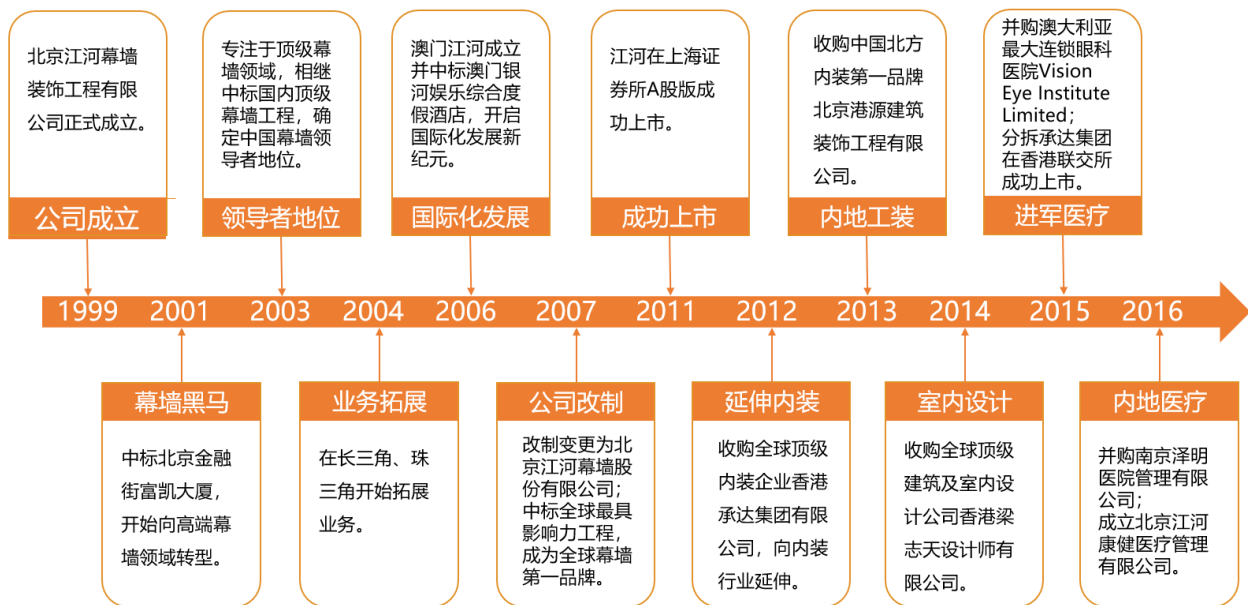 北京江河幕墙
装饰工程有限
公司正式成立。
公司成立
专注于顶级幕
墙领域，相继
中标国内顶级
幕墙工程，确
定中国幕墙领
导者地位。
领导者地位
澳门江河成立
并中标澳门银
河娱乐综合度
假酒店，开启
国际化发展新
纪元。
国际化发展
江河在上海证
券所A股版成
功上市。
成功上市
收购中国北方
内装第一品牌
北京港源建筑
装饰工程有限
公司。
内地工装
并购澳大利亚
最大连锁眼科
医院Vision
Eye Institute
Limited；
分拆承达集团
在香港联交所
成功上市。
进军医疗
1999 2001 2003 2004 2006 2007 2011 2012 2013 2014 2015 2016
幕墙黑马
中标北京金融
街富凯大厦，
开始向高端幕
墙领域转型。
业务拓展
在长三角、珠
三角开始拓展
业务。
公司改制
改制变更为北
京江河幕墙股
份有限公司；
中标全球最具
影响力工程，
成为全球幕墙
第一品牌。
延伸内装
收购全球顶级
内装企业香港
承达集团有限
公司，向内装
行业延伸。
室内设计
收购全球顶级
建筑及室内设
计公司香港梁
志天设计师有
限公司。
内地医疗
并购南京泽明
医院管理有限
公司；
成立北京江河
康健医疗管理
有限公司。